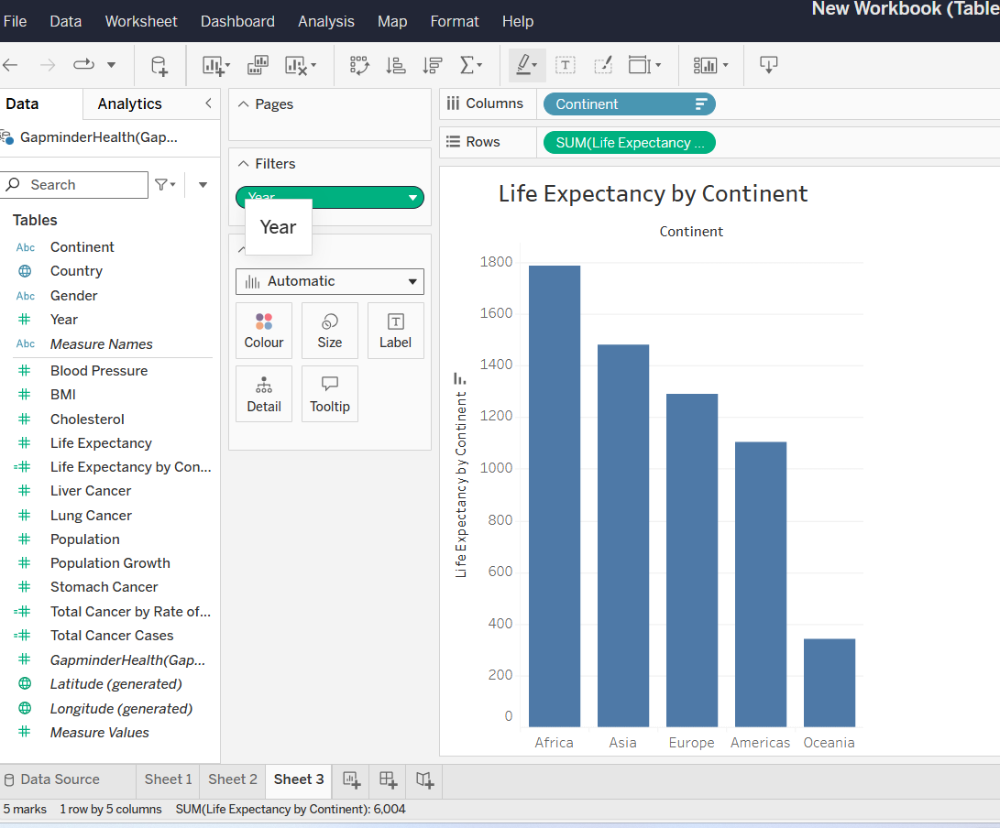 New Workbook (Table
File Data Worksheet Dashboard Analysis Map Format Help
Data Analytics
GapminderHealth(Gap...
Search
Tables
Abc Continent
Country
Abc Gender
Year
Abc Measure Names
Blood Pressure
BMI
Cholesterol
Life Expectancy
Life Expectancy by Con...
Liver Cancer
Lung Cancer
Population
Population Growth
Stomach Cancer
Total Cancer by Rate of...
Total Cancer Cases
GapminderHealth(Gap...
Latitude (generated)
Longitude (generated)
Measure Values
Pages
Filters
Year
Year
Automatic
Colour Size Label
Detail Tooltip
Columns Continent
Rows SUM(Life Expectancy ...
Life Expectancy by Continent
Continent
Life Expectancy by Continent
1800
1600
1400
1200
1000
800
600
400
200
0
Africa Asia Europe Americas Oceania
Data Source Sheet 1 Sheet 2 Sheet 3
5 marks 1 row by 5 columns SUM(Life Expectancy by Continent): 6,004